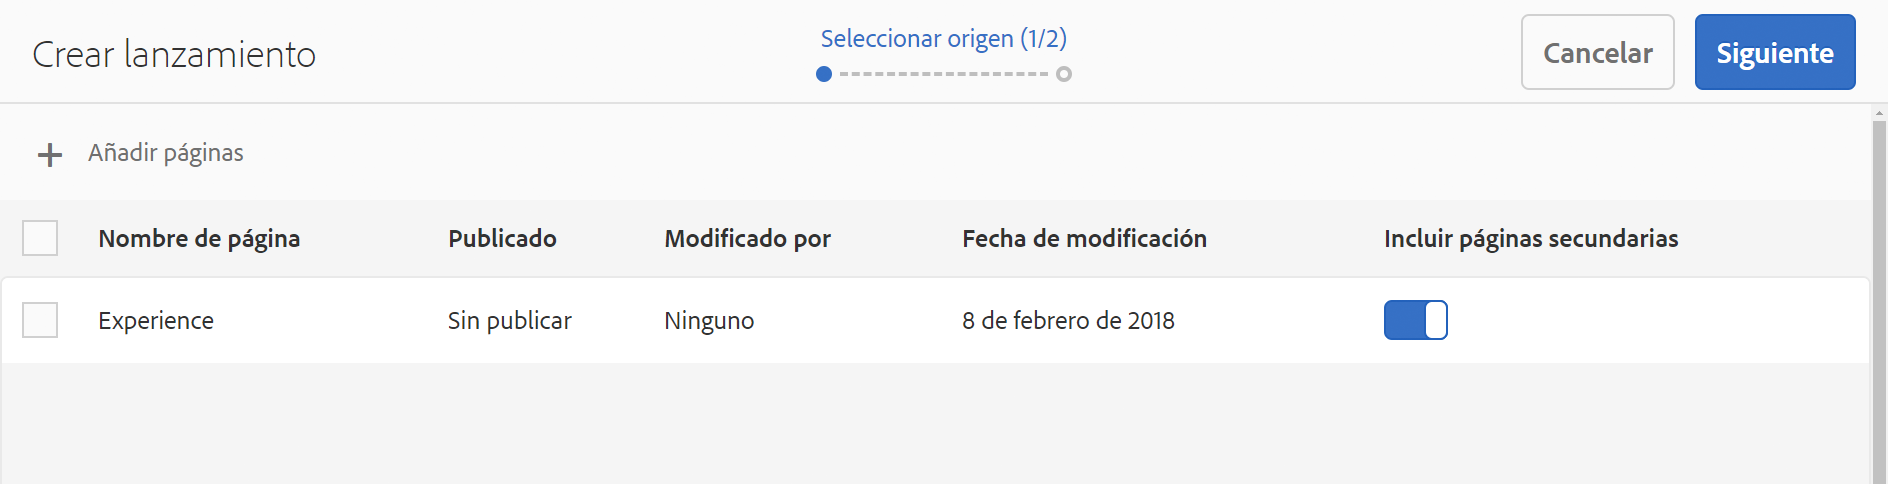 Crear lanzamiento
Seleccionar origen (1/2)
Cancelar
Siguiente
Añadir páginas
Nombre de página Publicado Modificado por Fecha de modificación Incluir páginas secundarias
Experience Sin publicar Ninguno 8 de febrero de 2018